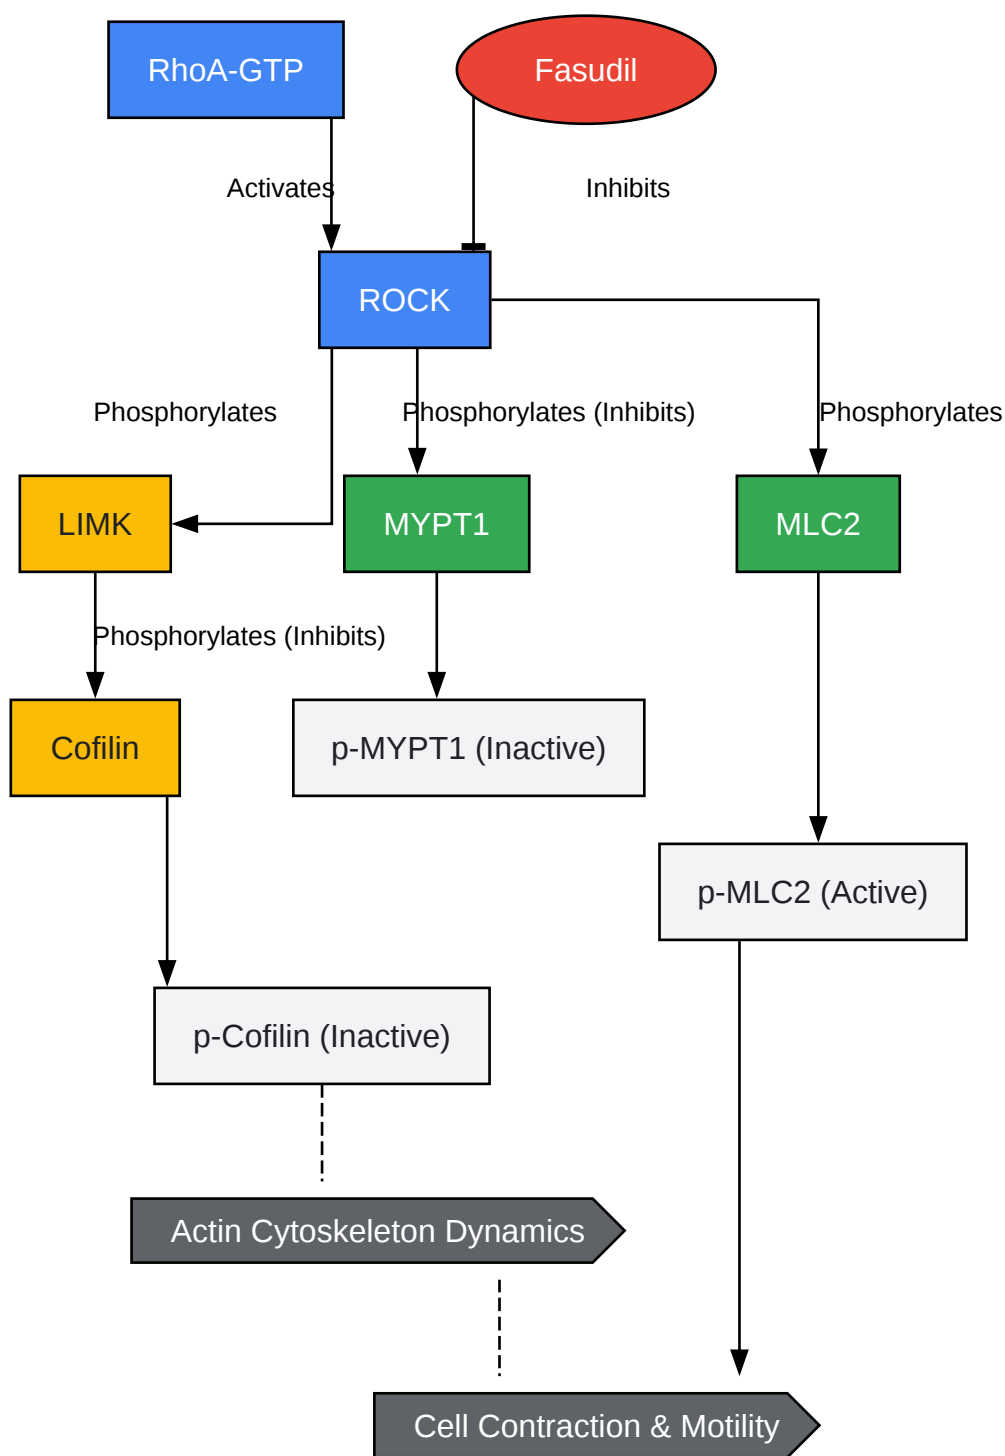 RhoA-GTP
Fasudil
Activates
Inhibits
ROCK
Phosphorylates
Phosphorylates (Inhibits)
Phosphorylates
LIMK
MYPT1
MLC2
Phosphorylates (Inhibits)
Cofilin
p-MYPT1 (Inactive)
p-MLC2 (Active)
p-Cofilin (Inactive)
Actin Cytoskeleton Dynamics
Cell Contraction & Motility